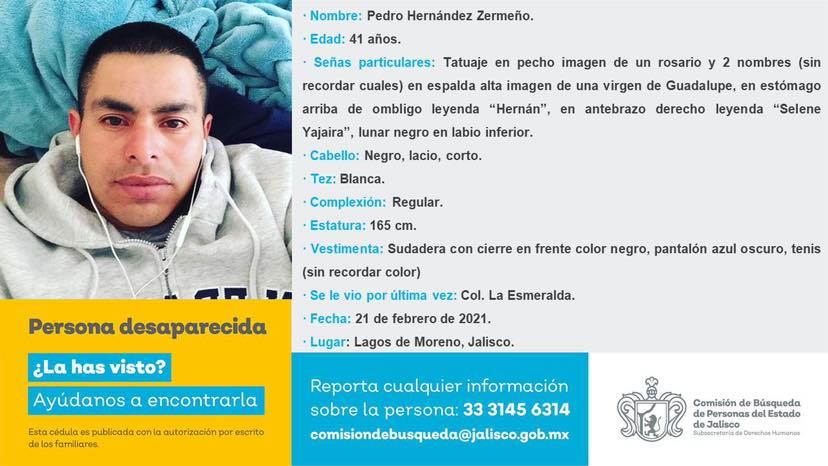 · Nombre: Pedro Hernández Zermeño.
· Edad: 41 años.
· Señas particulares: Tatuaje en pecho imagen de un rosario y 2 nombres (sin
recordar cuales) en espalda alta imagen de una virgen de Guadalupe, en estómago
arriba de ombligo leyenda “Hernán”, en antebrazo derecho leyenda “Selene
Yajaira”, lunar negro en labio inferior.
· Cabello: Negro, lacio, corto.
· Tez: Blanca.
· Complexión: Regular.
· Estatura: 165 cm.
· Vestimenta: Sudadera con cierre en frente color negro, pantalón azul oscuro, tenis
(sin recordar color)
· Se le vio por última vez: Col. La Esmeralda.
· Fecha: 21 de febrero de 2021.
· Lugar: Lagos de Moreno, Jalisco.
Persona desaparecida
¿La has visto?
Ayúdanos a encontrarla
Esta cédula es publicada con la autorización por escrito
de los familiares.
Reporta cualquier información
sobre la persona: 33 3145 6314
comisiondebusqueda@jalisco.gob.mx
Comisión de Búsqueda
de Personas del Estado
de Jalisco
Subsecretaría de Derechos Humanos